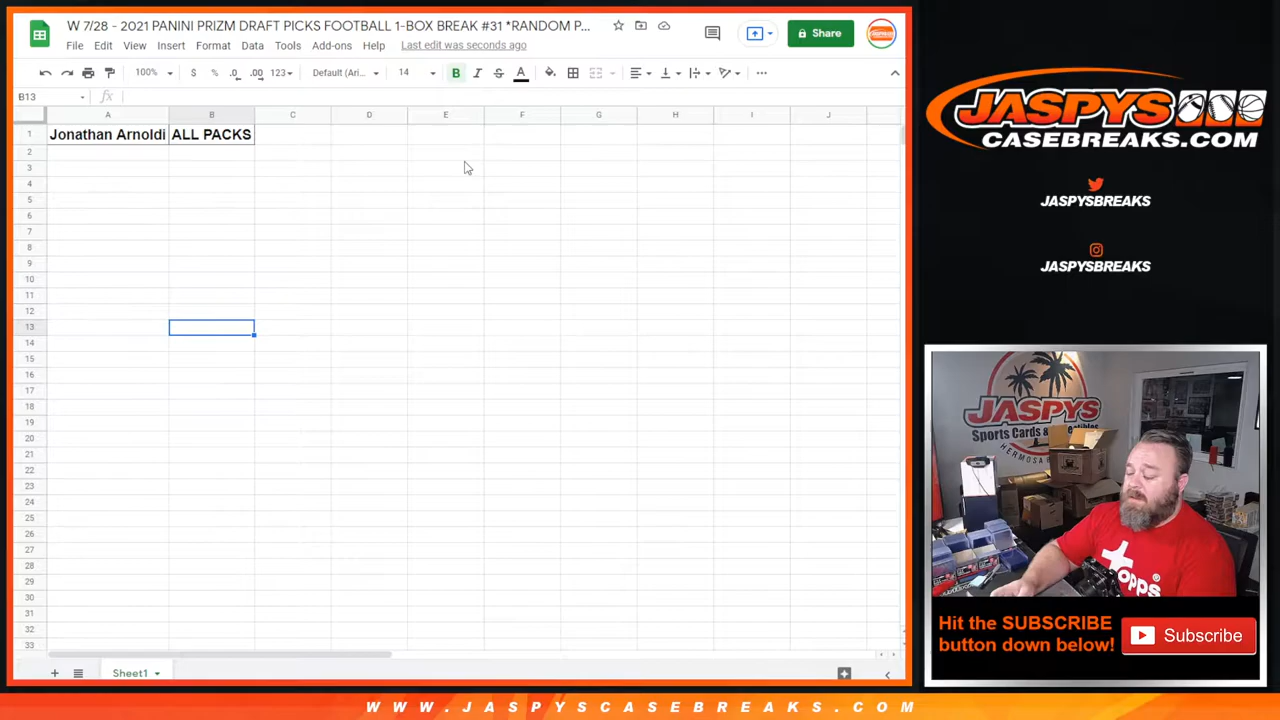 W 7/28 - 2021 PANINI PRIZM DRAFT PICKS FOOTBALL 1-BOX BREAK #31 *RANDOM P...
File Edit View Insert Format Data Tools Add-ons Help Last edit was seconds ago
Share
100% $ % .0 .00 123 Default (Ari... 14 B I S A
B13 fx
A B C D E F G H I J
1 Jonathan Arnoldi ALL PACKS
2
3
4
5
6
7
8
9
10
11
12
13
14
15
16
17
18
19
20
21
22
23
24
25
26
27
28
29
30
31
32
33
Sheet1
JASPYS
CASEBREAKS.COM
JASPYSBREAKS
JASPYSBREAKS
JASPYS
Sports Cards & Collectibles
HERMOSA
Topps
Hit the SUBSCRIBE
button down below!
Subscribe
WWW.JASPYSCASEBREAKS.COM